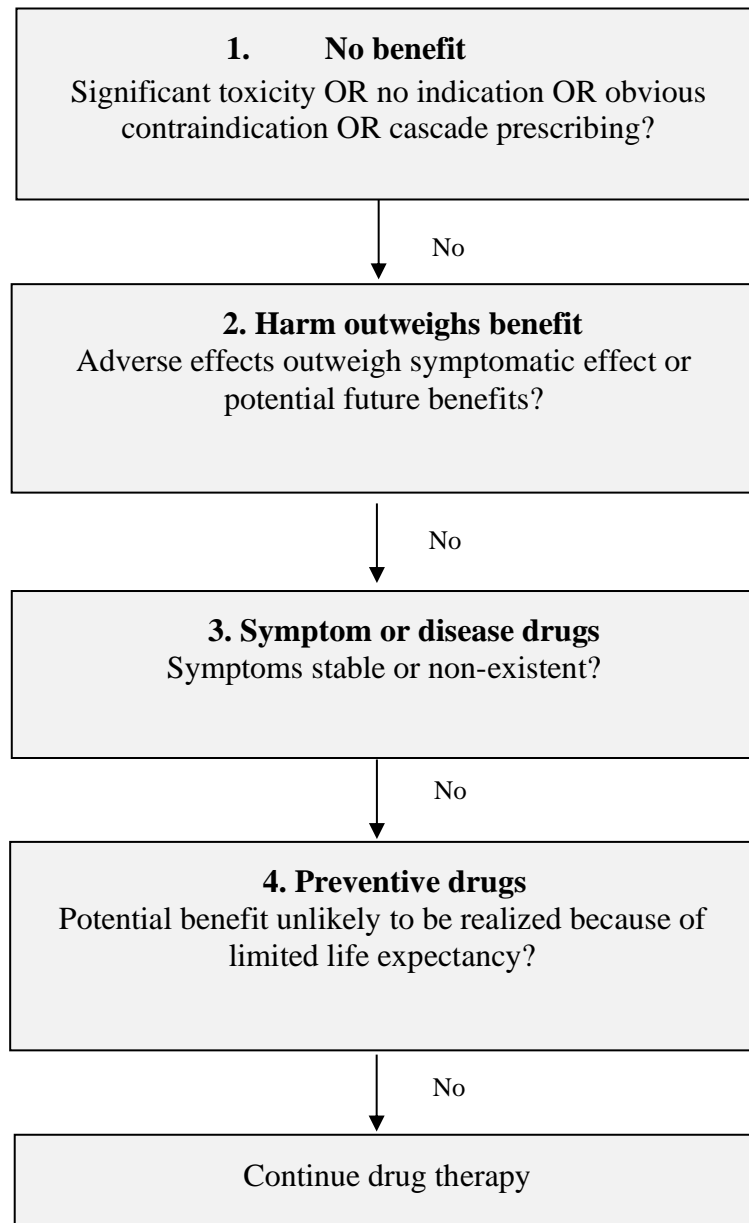 1. No benefit
Significant toxicity OR no indication OR obvious
contraindication OR cascade prescribing?
No
2. Harm outweighs benefit
Adverse effects outweigh symptomatic effect or
potential future benefits?
No
3. Symptom or disease drugs
Symptoms stable or non-existent?
No
4. Preventive drugs
Potential benefit unlikely to be realized because of
limited life expectancy?
No
Continue drug therapy